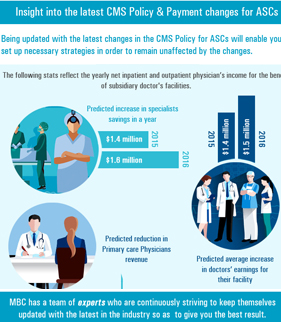 Insight into the latest CMS Policy & Payment changes for ASCs
Being updated with the latest changes in the CMS Policy for ASCs will enable you
set up necessary strategies in order to remain unaffected by the changes.
The following stats reflect the yearly net inpatient and outpatient physician's income for the bene
of subsidiary doctor's facilities.
Predicted increase in specialists
savings in a year
$1.4 million
2015
$1.6 million
2016
2015
$1.4 million
$1.5 million
2016
Predicted reduction in
Primary care Physicians
revenue
Predicted average increase
in doctors' earnings for
their facility
MBC has a team of experts who are continuously striving to keep themselves
updated with the latest in the industry so as to give you the best result.